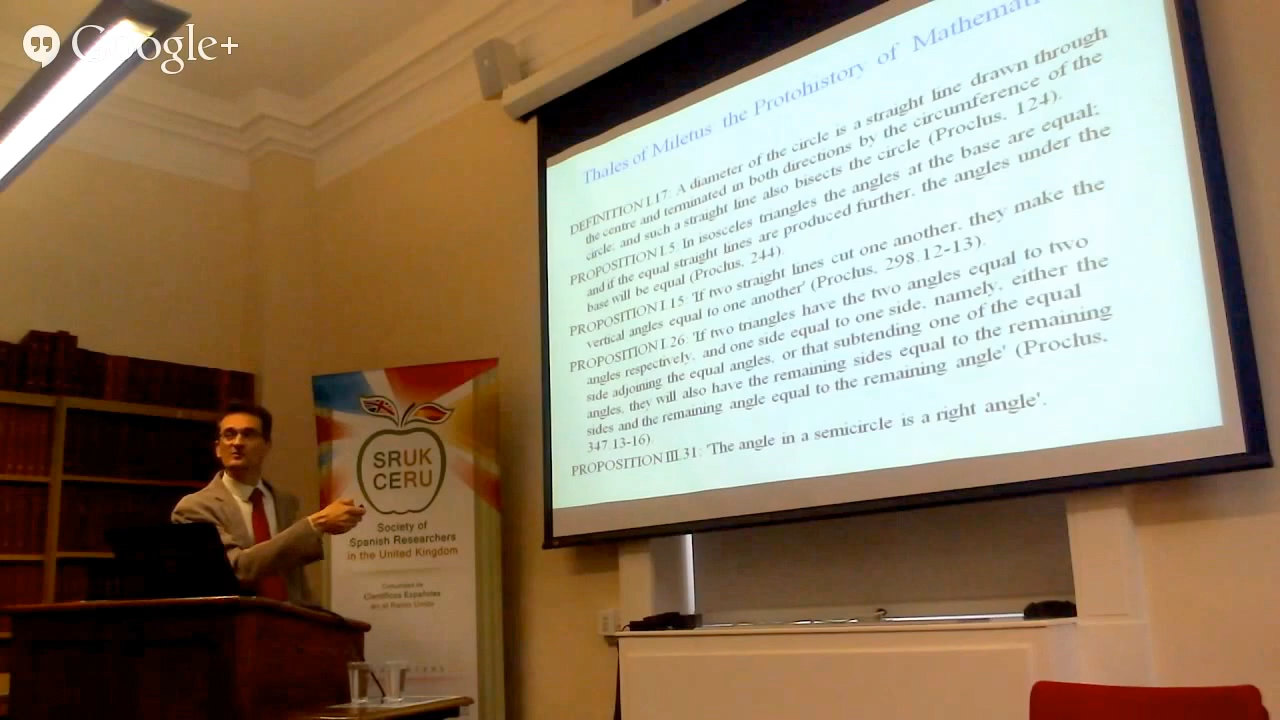 Google+
Thales of Miletus the Protohistory of Mathemati
DEFINITION I.17: A diameter of the circle is a straight line drawn through
the centre and terminated in both directions by the circumference of the
circle; and such a straight line also bisects the circle (Proclus, 124).
PROPOSITION I.5: In isosceles triangles the angles at the base are equal;
and if the equal straight lines are produced further, the angles under the
base will be equal (Proclus, 244).
PROPOSITION I.15: 'If two straight lines cut one another, they make the
vertical angles equal to one another' (Proclus, 298.12-13).
PROPOSITION I.26: 'If two triangles have the two angles equal to two
angles respectively, and one side equal to one side, namely, either the
side adjoining the equal angles, or that subtending one of the equal
angles, they will also have the remaining sides equal to the remaining
sides and the remaining angle equal to the remaining angle' (Proclus,
347.13-16).
PROPOSITION III.31: 'The angle in a semicircle is a right angle'.
SRUK
CERU
Society of
Spanish Researchers
in the United Kingdom
Comunidad de
Científicos Españoles
en el Reino Unido